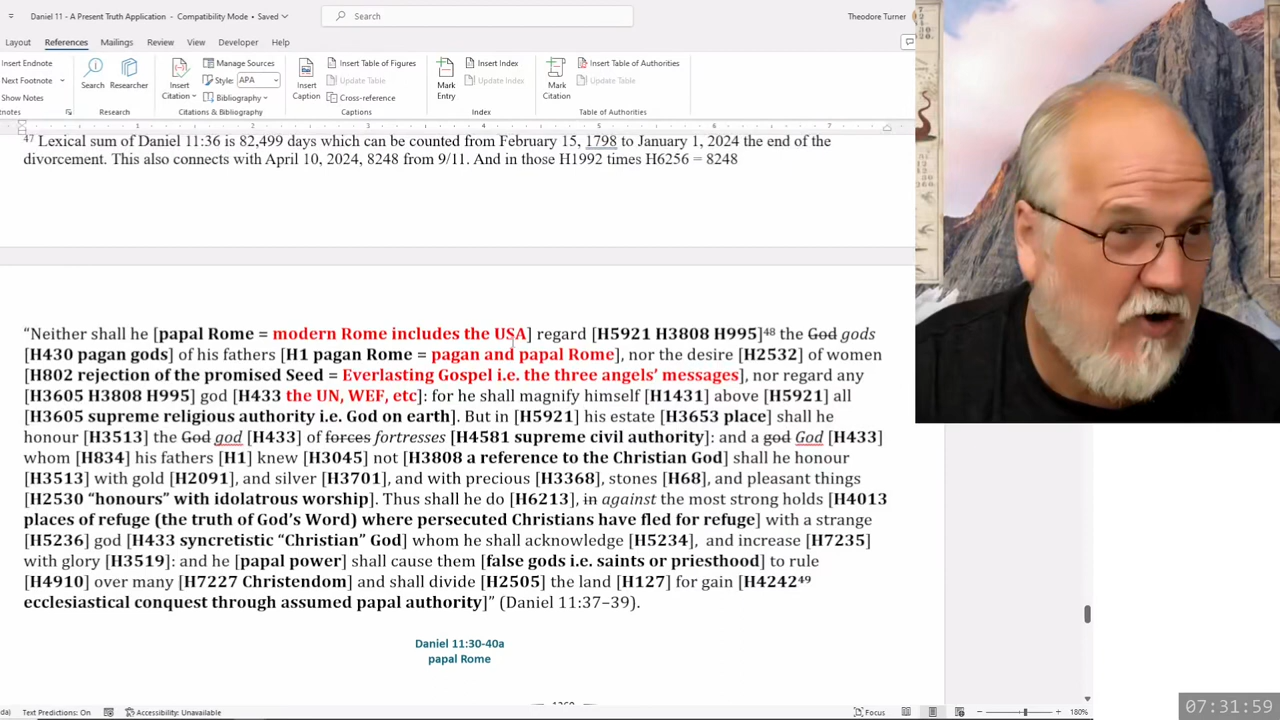 Daniel 11 - A Present Truth Application - Compatibility Mode • Saved
Search
Theodore Turner
Layout References Mailings Review View Developer Help
Insert Endnote
Next Footnote
Show Notes
Search
Researcher
Research
Insert Citation
Manage Sources
Style: APA
Bibliography
Citations & Bibliography
Insert Caption
Insert Table of Figures
Update Table
Cross-reference
Captions
Mark Entry
Insert Index
Update Index
Index
Mark Citation
Insert Table of Authorities
Update Table
Table of Authorities
1 2 3 4 5 6 7
47 Lexical sum of Daniel 11:36 is 82,499 days which can be counted from February 15, 1798 to January 1, 2024 the end of the
divorcement. This also connects with April 10, 2024, 8248 from 9/11. And in those H1992 times H6256 = 8248
“Neither shall he [papal Rome = modern Rome includes the USA] regard [H5921 H3808 H995]48 the God gods
[H430 pagan gods] of his fathers [H1 pagan Rome = pagan and papal Rome], nor the desire [H2532] of women
[H802 rejection of the promised Seed = Everlasting Gospel i.e. the three angels’ messages], nor regard any
[H3605 H3808 H995] god [H433 the UN, WEF, etc]: for he shall magnify himself [H1431] above [H5921] all
[H3605 supreme religious authority i.e. God on earth]. But in [H5921] his estate [H3653 place] shall he
honour [H3513] the God god [H433] of forces fortresses [H4581 supreme civil authority]: and a god God [H433]
whom [H834] his fathers [H1] knew [H3045] not [H3808 a reference to the Christian God] shall he honour
[H3513] with gold [H2091], and silver [H3701], and with precious [H3368], stones [H68], and pleasant things
[H2530 “honours” with idolatrous worship]. Thus shall he do [H6213], in against the most strong holds [H4013
places of refuge (the truth of God’s Word) where persecuted Christians have fled for refuge] with a strange
[H5236] god [H433 syncretistic “Christian” God] whom he shall acknowledge [H5234], and increase [H7235]
with glory [H3519]: and he [papal power] shall cause them [false gods i.e. saints or priesthood] to rule
[H4910] over many [H7227 Christendom] and shall divide [H2505] the land [H127] for gain [H424249
ecclesiastical conquest through assumed papal authority]” (Daniel 11:37–39).
Daniel 11:30-40a
papal Rome
Text Predictions: On
Accessibility: Unavailable
Focus
180%
07:31:59